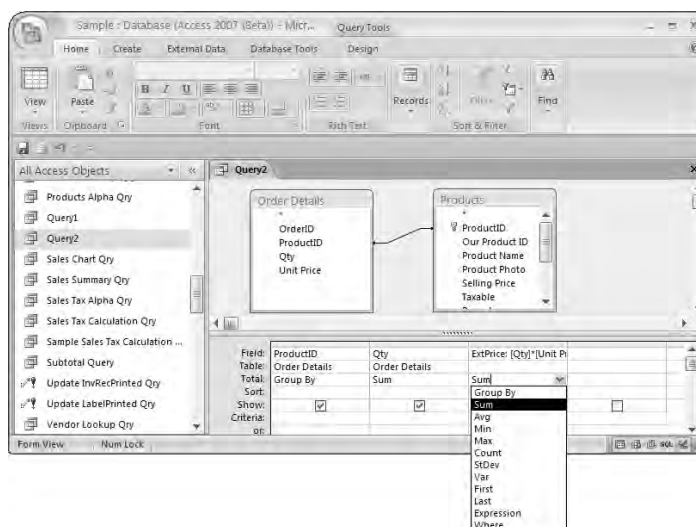 Sample : Database (Access 2007 (Beta)) - Micr...
Query Tools
Home Create External Data Database Tools Design
View
Paste
B I U
Records
Filter
Find
Views Clipboard Font Rich Text Sort & Filter
All Access Objects
Products Alpha Qry
Query1
Query2
Sales Chart Qry
Sales Summary Qry
Sales Tax Alpha Qry
Sales Tax Calculation Qry
Sample Sales Tax Calculation ...
Subtotal Query
Update InvRecPrinted Qry
Update LabelPrinted Qry
Vendor Lookup Qry
Query2
Order Details
*
OrderID
ProductID
Qty
Unit Price
Products
*
ProductID
Our Product ID
Product Name
Product Photo
Selling Price
Taxable
Field: ProductID Qty ExtPrice: [Qty]*[Unit Pr
Table: Order Details Order Details
Total: Group By Sum Sum
Sort:
Show:
Criteria:
or:
Group By
Sum
Avg
Min
Max
Count
StDev
Var
First
Last
Expression
Where
Form View Num Lock SQL